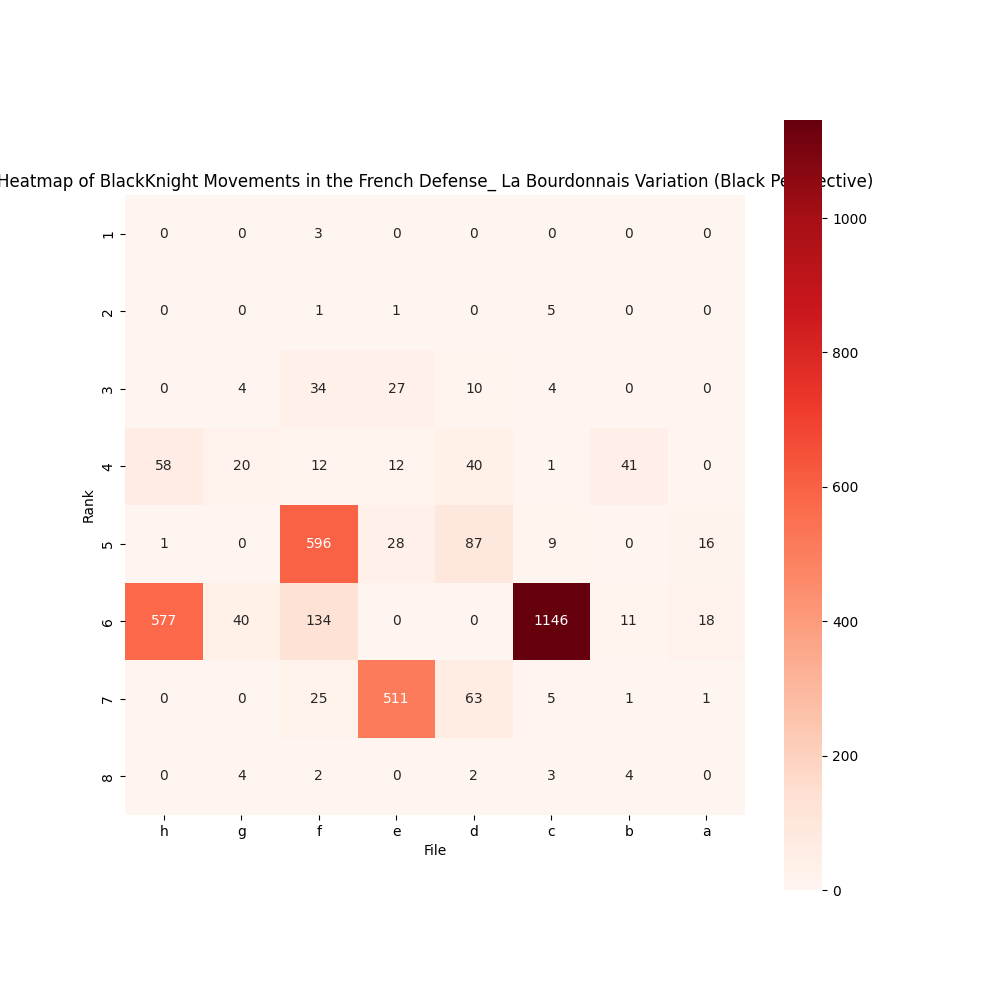 Heatmap of BlackKnight Movements in the French Defense_ La Bourdonnais Variation (Black Pe ective)
1 0 0 3 0 0 0 0 0
2 0 0 1 1 0 5 0 0
3 0 4 34 27 10 4 0 0
4 58 20 12 12 40 1 41 0
Rank
5 1 0 596 28 87 9 0 16
6 577 40 134 0 0 1146 11 18
7 0 0 25 511 63 5 1 1
8 0 4 2 0 2 3 4 0
h g f e d c b a
File
1000
800
600
400
200
0